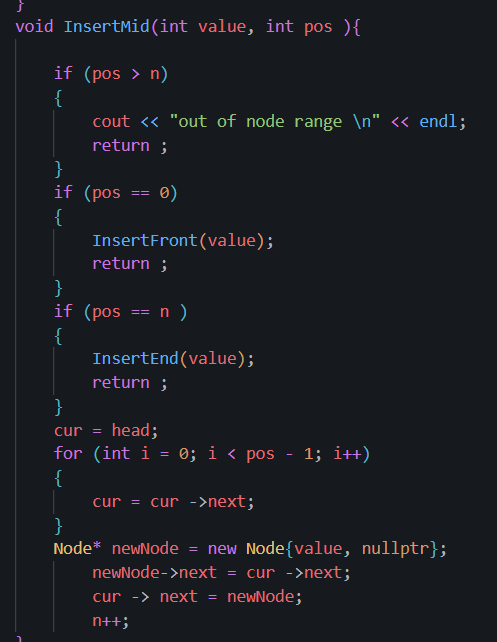 }
void InsertMid(int value, int pos ){
if (pos > n)
{
cout << "out of node range \n" << endl;
return ;
}
if (pos == 0)
{
InsertFront(value);
return ;
}
if (pos == n )
{
InsertEnd(value);
return ;
}
cur = head;
for (int i = 0; i < pos - 1; i++)
{
cur = cur ->next;
}
Node* newNode = new Node{value, nullptr};
newNode->next = cur ->next;
cur -> next = newNode;
n++;
}